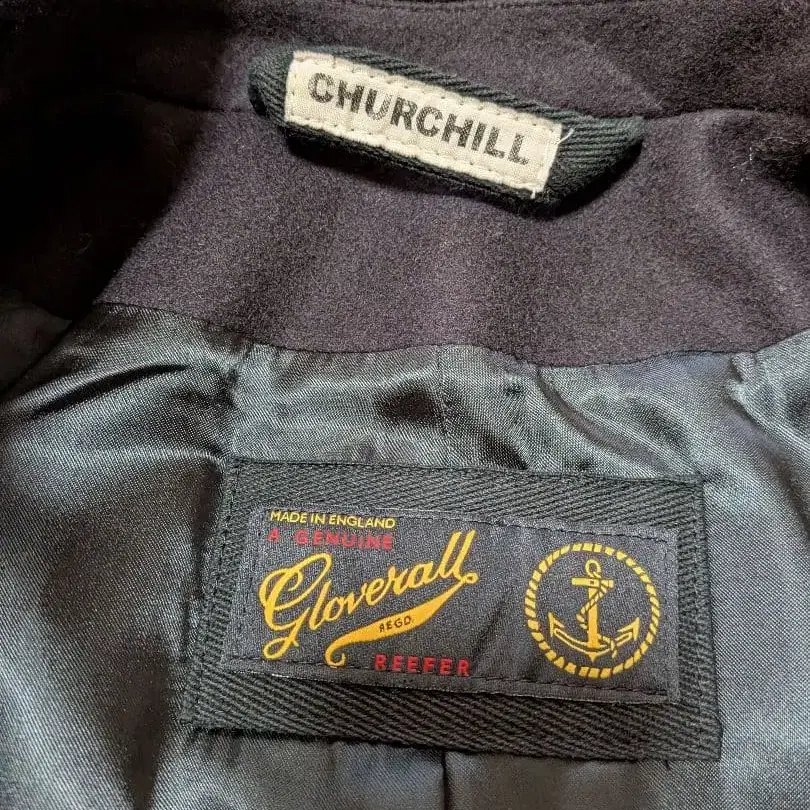 CHURCHILL
MADE IN ENGLAND
A GENUINE
Gloverall
REGD.
REEFER